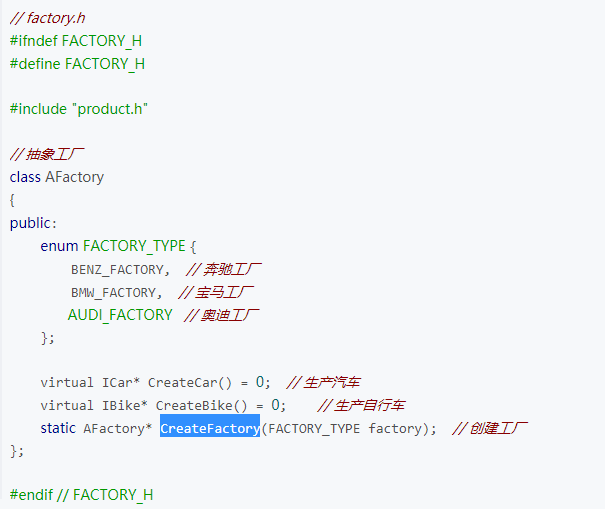 // factory.h
#ifndef FACTORY_H
#define FACTORY_H
#include "product.h"
// 抽象工厂
class AFactory
{
public:
enum FACTORY_TYPE {
BENZ_FACTORY, // 奔驰工厂
BMW_FACTORY, // 宝马工厂
AUDI_FACTORY // 奥迪工厂
};
virtual ICar* CreateCar() = 0; // 生产汽车
virtual IBike* CreateBike() = 0; // 生产自行车
static AFactory* CreateFactory(FACTORY_TYPE factory); // 创建工厂
};
#endif // FACTORY_H